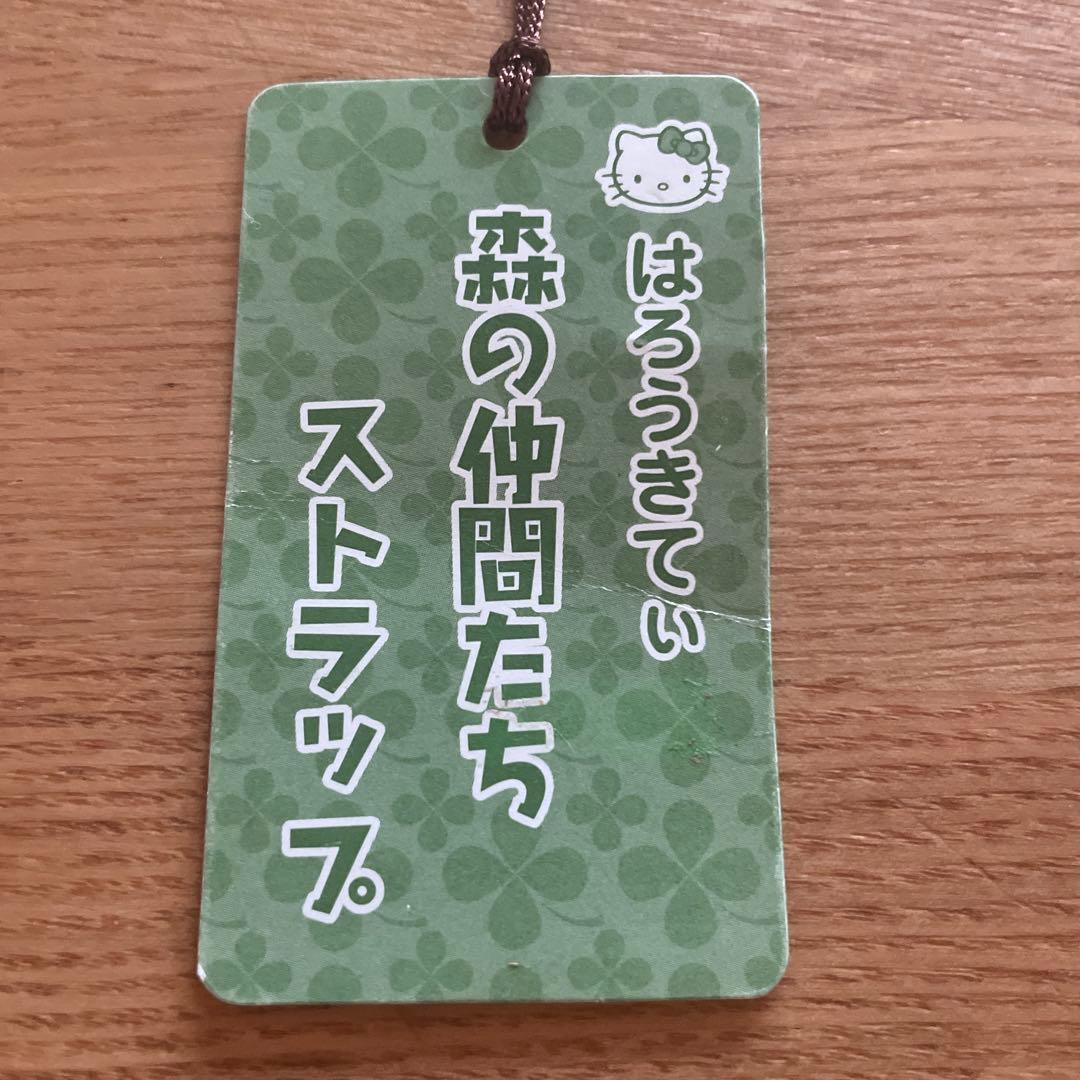 はろうきてぃ
森の仲間たち
ストラップ